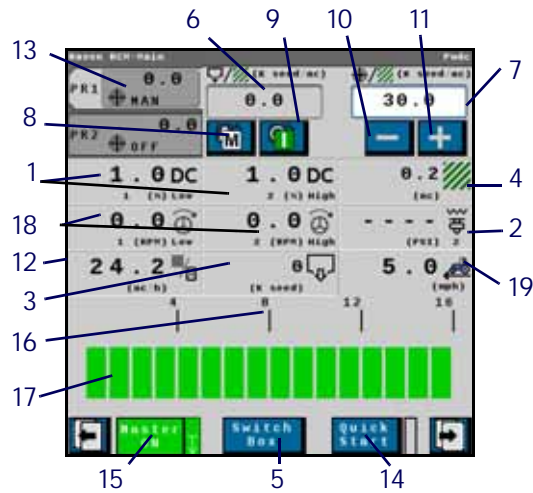 6 9 10 11
13 7
Raven RCM-Main Pwdc
PR1 0.0 MAN
(K seed/ac) (K seed/ac)
0.0 30.0
PR2 0.0 OFF
8 M I − +
1 1.0 DC 1.0 DC 0.2 4
1 (%) Low 2 (%) High (ac)
18 0.0 0.0 ---- 2
1 (RPM) Low 2 (RPM) High (PSI) 2
12 24.2 0 5.0
3 (ac/h) (K seed) (mph) 19
4 8 12 16
16
17
Master Switch Box Quick Start
15 5 14